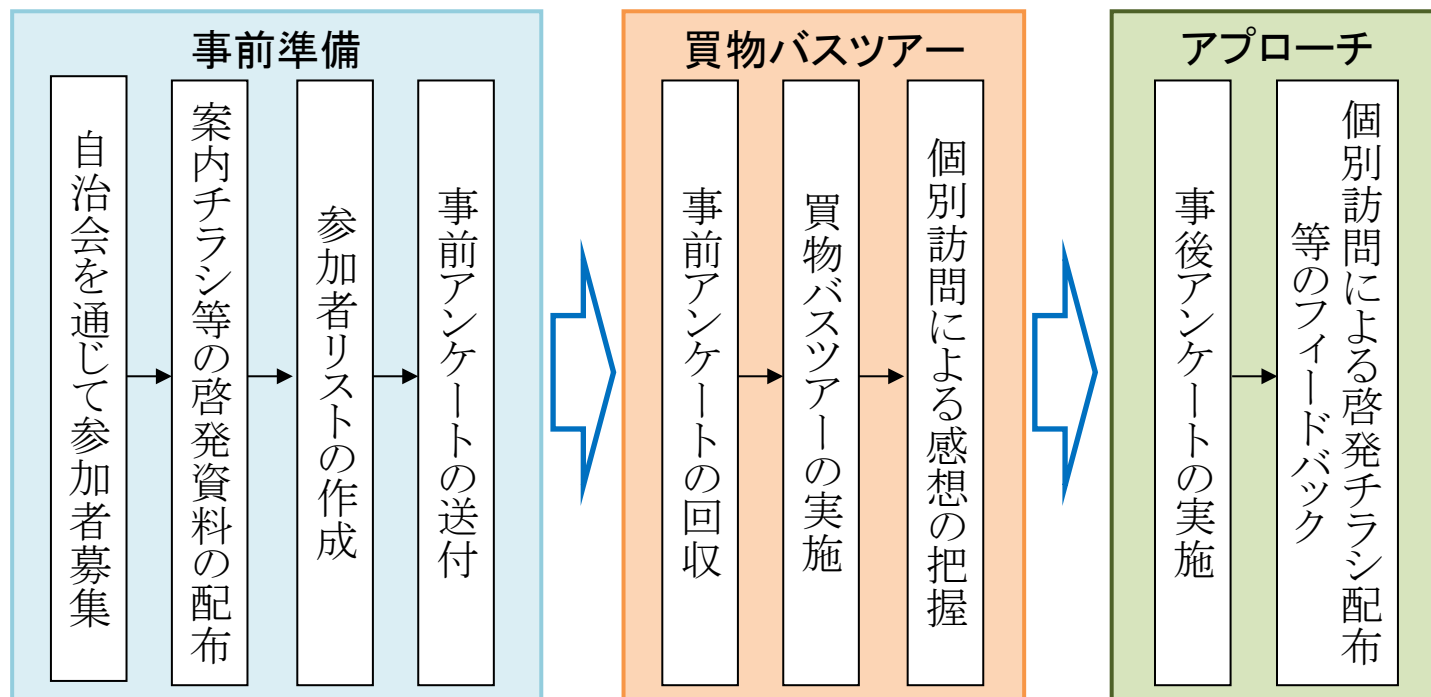 事前準備
自治会を通じて参加者募集
案内チラシ等の啓発資料の配布
参加者リストの作成
事前アンケートの送付
買物バスツアー
事前アンケートの回収
買物バスツアーの実施
個別訪問による感想の把握
アプローチ
事後アンケートの実施
個別訪問による啓発チラシ配布
等のフィードバック